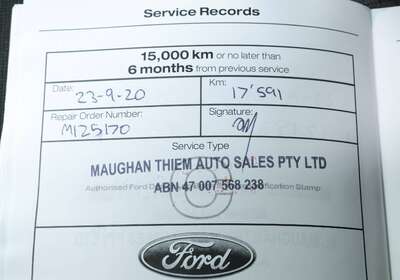 Service Records
15,000 km or no later than
6 months from previous service
Date:
23-9-20
Km:
17'591
Repair Order Number:
M125170
Signature:
Service Type
MAUGHAN THIEM AUTO SALES PTY LTD
Authorised Ford D
ification Stamp
ABN 47 007 568 238
Ford